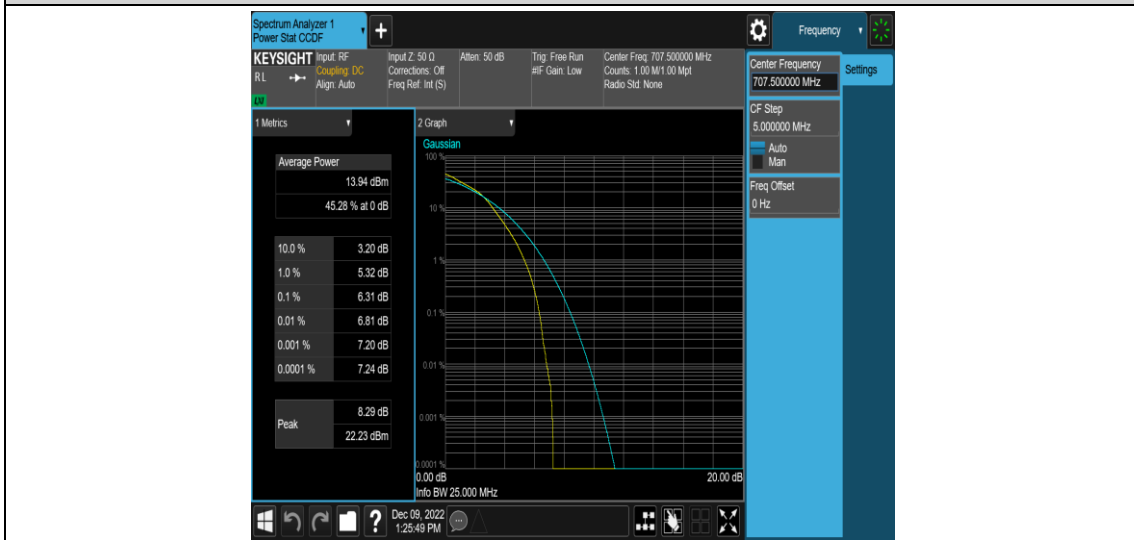 Spectrum Analyzer 1
Power Stat CCDF
+
Frequency
KEYSIGHT
RL
LXI
Input: RF
Coupling: DC
Align: Auto
Input Z: 50 Ω
Corrections: Off
Freq Ref: Int (S)
Atten: 50 dB
Trig: Free Run
#IF Gain: Low
Center Freq: 707.500000 MHz
Counts: 1.00 M/1.00 Mpt
Radio Std: None
Center Frequency
707.500000 MHz
Settings
CF Step
5.000000 MHz
Auto
Man
Freq Offset
0 Hz
1 Metrics
Average Power
13.94 dBm
45.28 % at 0 dB
10.0 % 3.20 dB
1.0 % 5.32 dB
0.1 % 6.31 dB
0.01 % 6.81 dB
0.001 % 7.20 dB
0.0001 % 7.24 dB
Peak
8.29 dB
22.23 dBm
2 Graph
Gaussian
100 %
10 %
1 %
0.1 %
0.01 %
0.001 %
0.0001 %
0.00 dB 20.00 dB
Info BW 25.000 MHz
?
Dec 09, 2022
1:25:49 PM